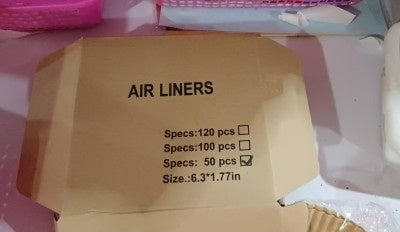 AIR LINERS
Specs:120 pcs ☐
Specs:100 pcs ☐
Specs: 50 pcs ☑
Size.:6.3*1.77in